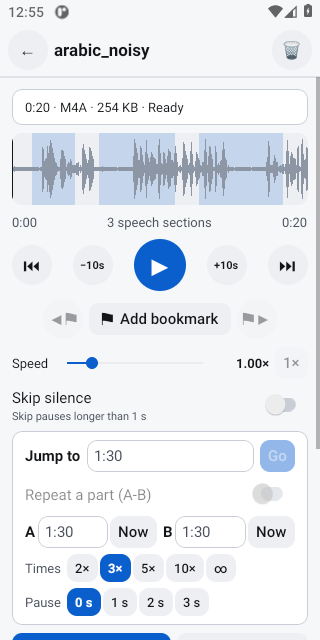 12:55
← arabic_noisy
0:20 · M4A · 254 KB · Ready
0:00 3 speech sections 0:20
−10s +10s
Add bookmark
Speed 1.00× 1×
Skip silence
Skip pauses longer than 1 s
Jump to 1:30 Go
Repeat a part (A-B)
A 1:30 Now B 1:30 Now
Times 2× 3× 5× 10× ∞
Pause 0 s 1 s 2 s 3 s